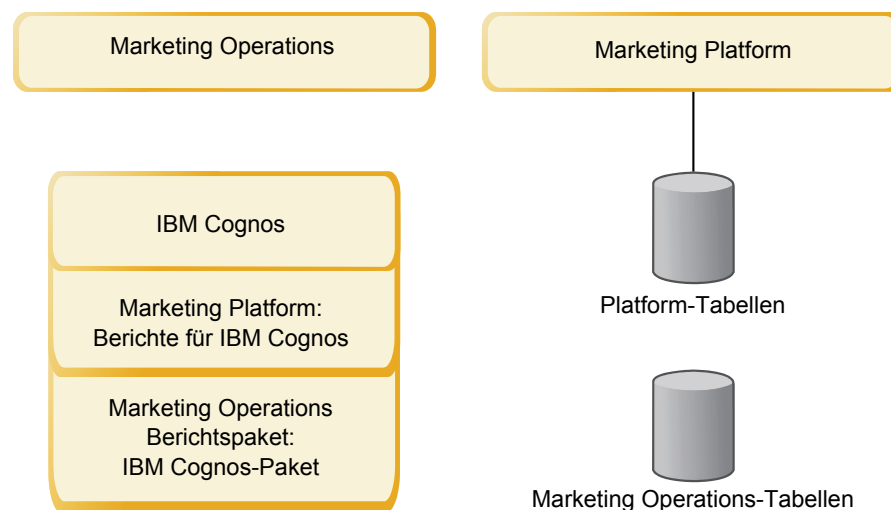 Marketing Operations
Marketing Platform
IBM Cognos
Marketing Platform:
Berichte für IBM Cognos
Marketing Operations
Berichtspaket:
IBM Cognos-Paket
Platform-Tabellen
Marketing Operations-Tabellen